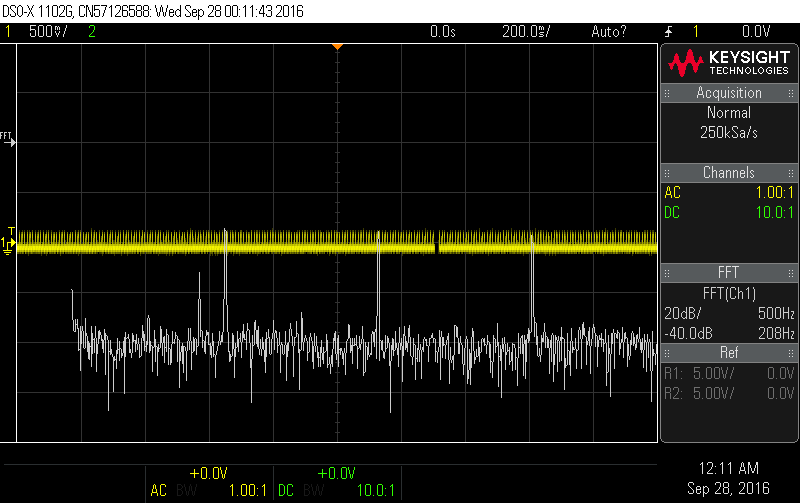 DSO-X 1102G, CN57126588: Wed Sep 28 00:11:43 2016
1 500mV/ 2 0.0s 200.0ms/ Auto? 1 0.0V
KEYSIGHT
TECHNOLOGIES
Acquisition
Normal
250kSa/s
Channels
AC 1.00:1
DC 10.0:1
FFT
FFT(Ch1)
20dB/ 500Hz
-40.0dB 208Hz
Ref
R1: 5.00V/ 0.0V
R2: 5.00V/ 0.0V
FFT
T
1
+0.0V +0.0V
AC BW 1.00:1 DC BW 10.0:1
12:11 AM
Sep 28, 2016